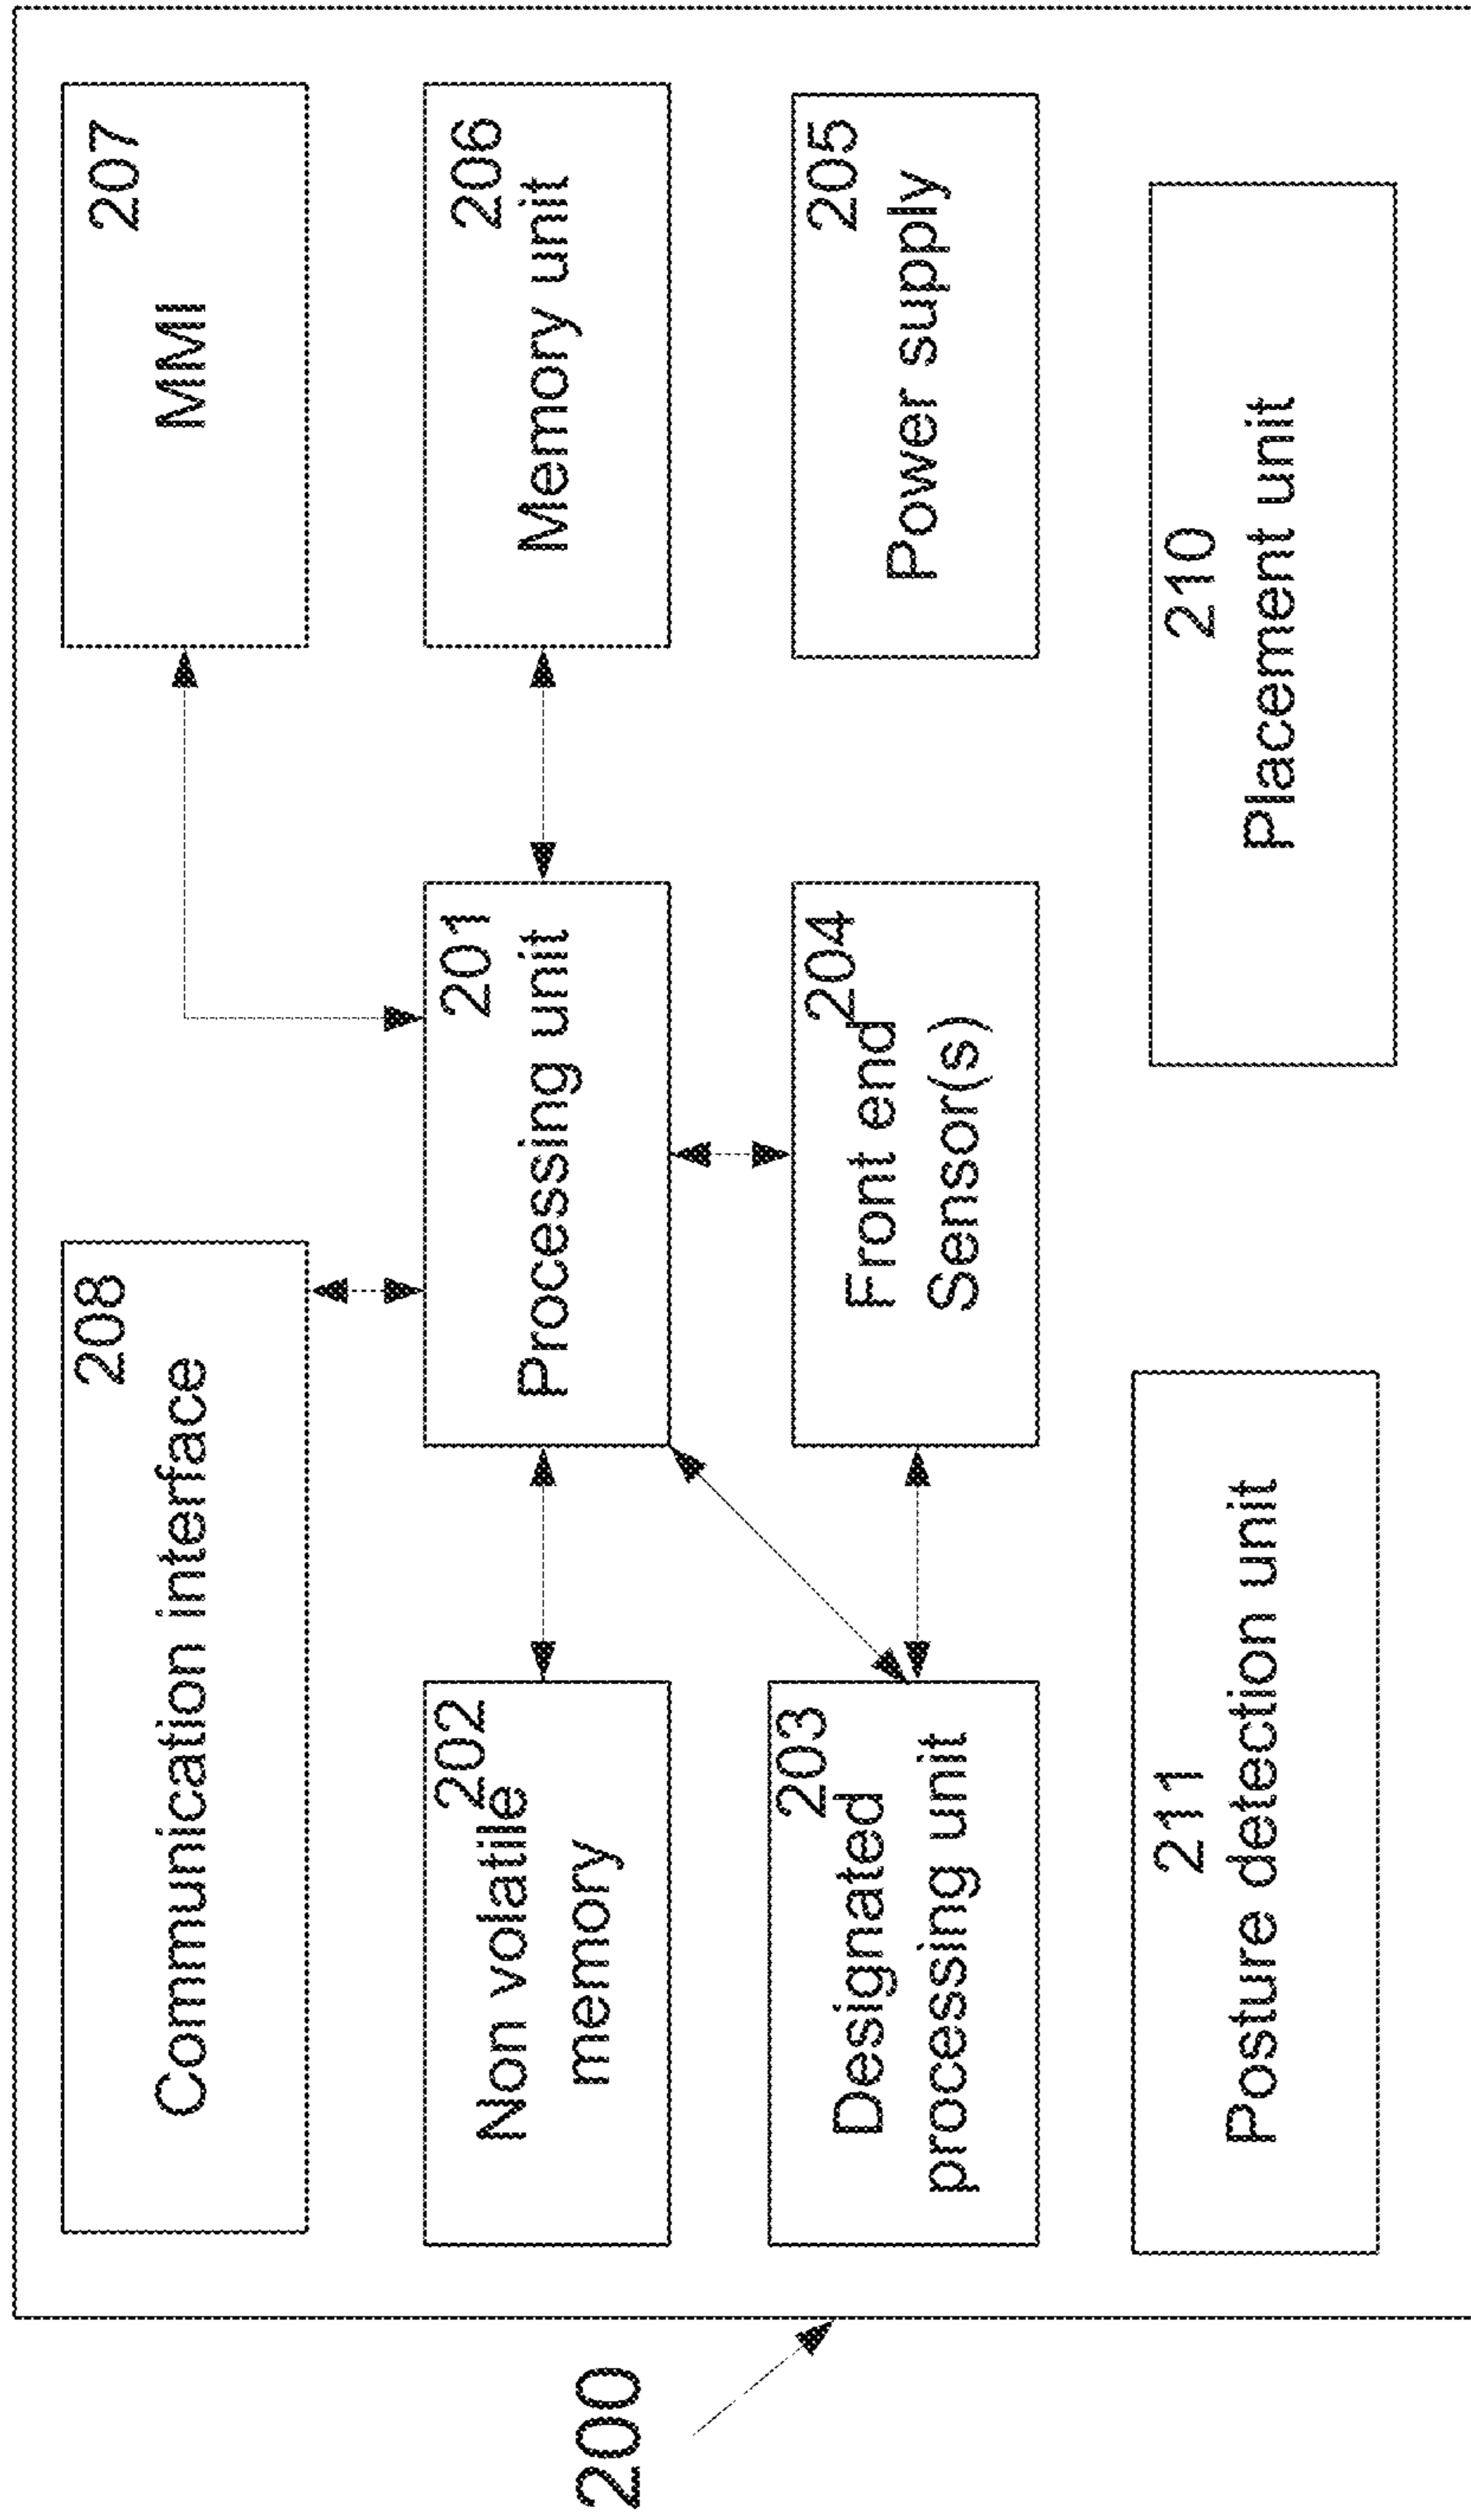 200
208
Communication interface
207
MMI
202
Non volatile
memory
201
Processing unit
206
Memory unit
203
Designated
processing unit
204
Front end
Sensor(s)
205
Power supply
211
Posture detection unit
210
Placement unit